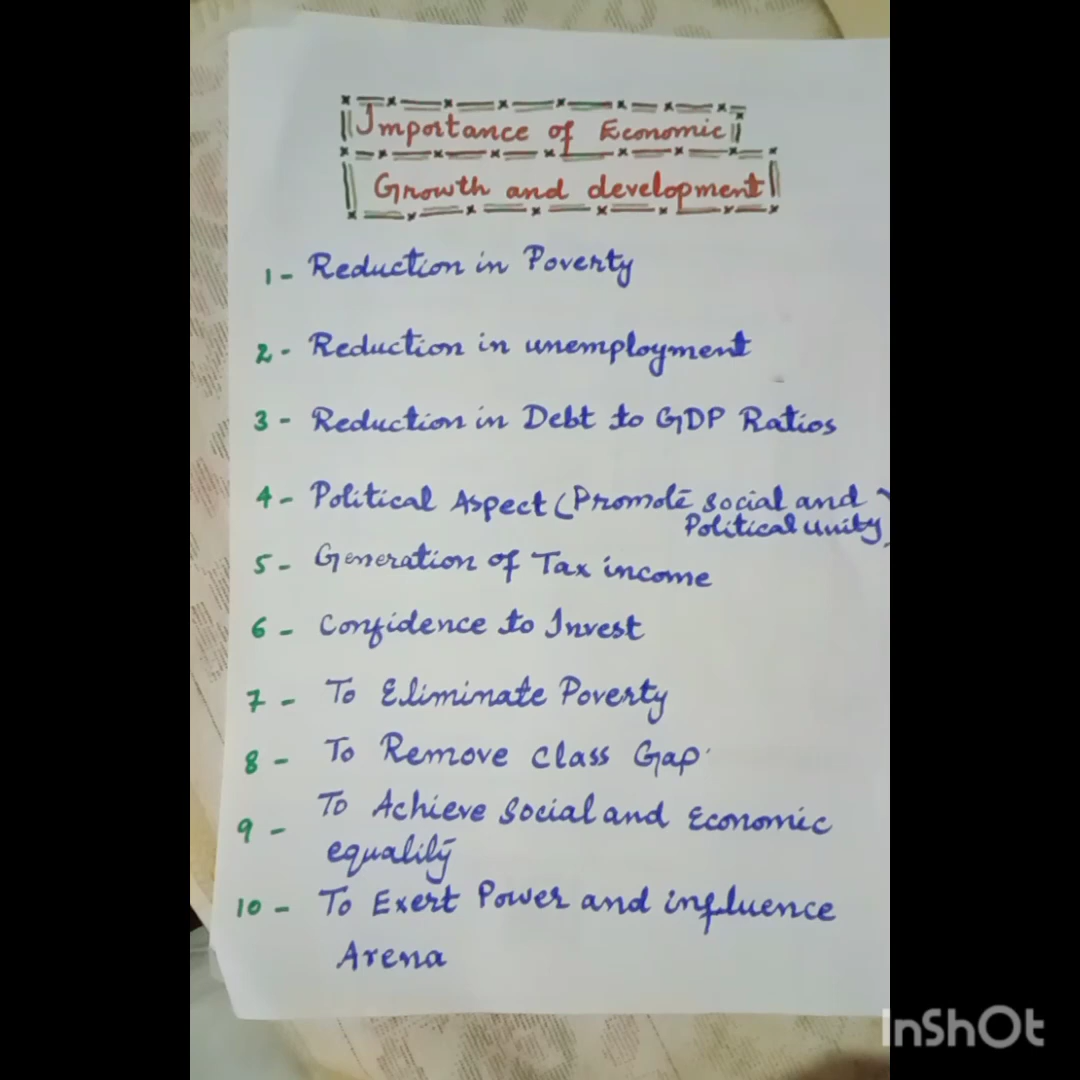 Importance of Economic
Growth and development
1 - Reduction in Poverty
2 - Reduction in unemployment
3 - Reduction in Debt to GDP Ratios
4 - Political Aspect (Promote social and
Political unity)
5 - Generation of Tax income
6 - Confidence to Invest
7 - To Eliminate Poverty
8 - To Remove class Gap
9 - To Achieve social and Economic
equality
10 - To Exert Power and influence
Arena
InShOt